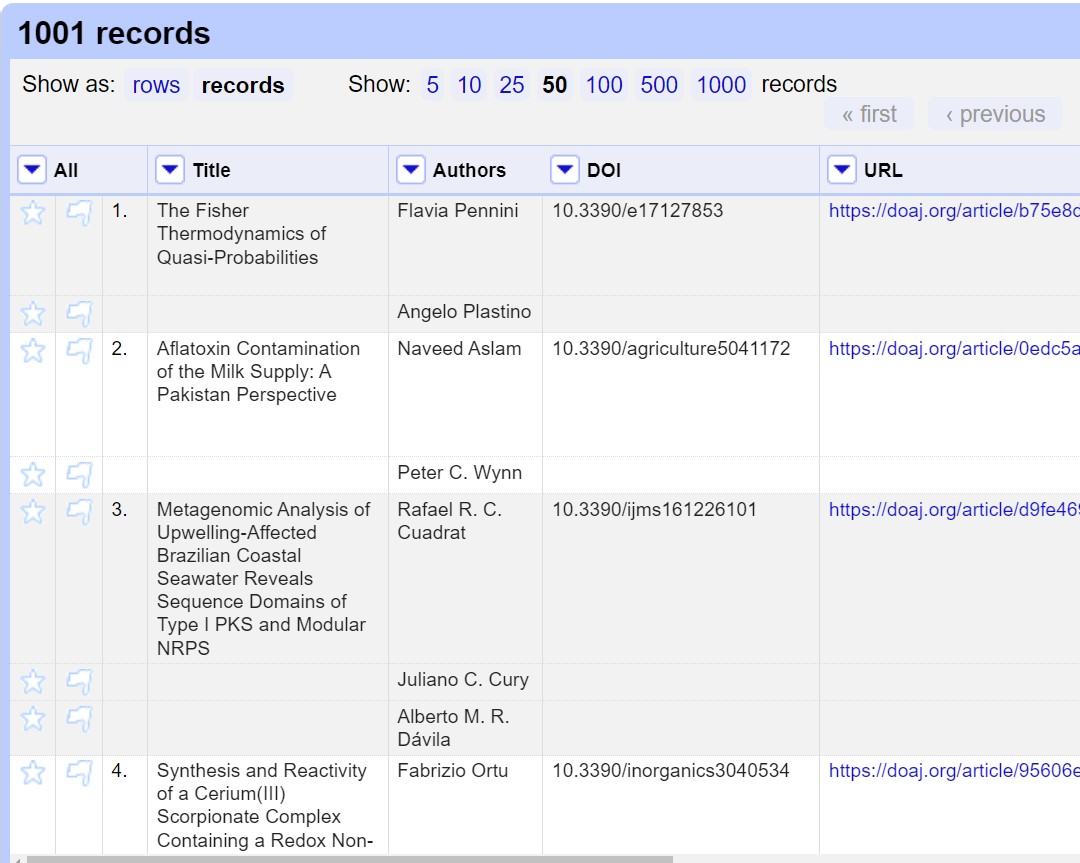 1001 records
Show as: rows records Show: 5 10 25 50 100 500 1000 records
« first ‹ previous
All Title Authors DOI URL
1. The Fisher Flavia Pennini 10.3390/e17127853 https://doaj.org/article/b75e8c
Thermodynamics of
Quasi-Probabilities
Angelo Plastino
2. Aflatoxin Contamination Naveed Aslam 10.3390/agriculture5041172 https://doaj.org/article/0edc5a
of the Milk Supply: A
Pakistan Perspective
Peter C. Wynn
3. Metagenomic Analysis of Rafael R. C. 10.3390/ijms161226101 https://doaj.org/article/d9fe469
Upwelling-Affected Cuadrat
Brazilian Coastal
Seawater Reveals
Sequence Domains of
Type I PKS and Modular
NRPS
Juliano C. Cury
Alberto M. R.
Dávila
4. Synthesis and Reactivity Fabrizio Ortu 10.3390/inorganics3040534 https://doaj.org/article/95606e
of a Cerium(III)
Scorpionate Complex
Containing a Redox Non-